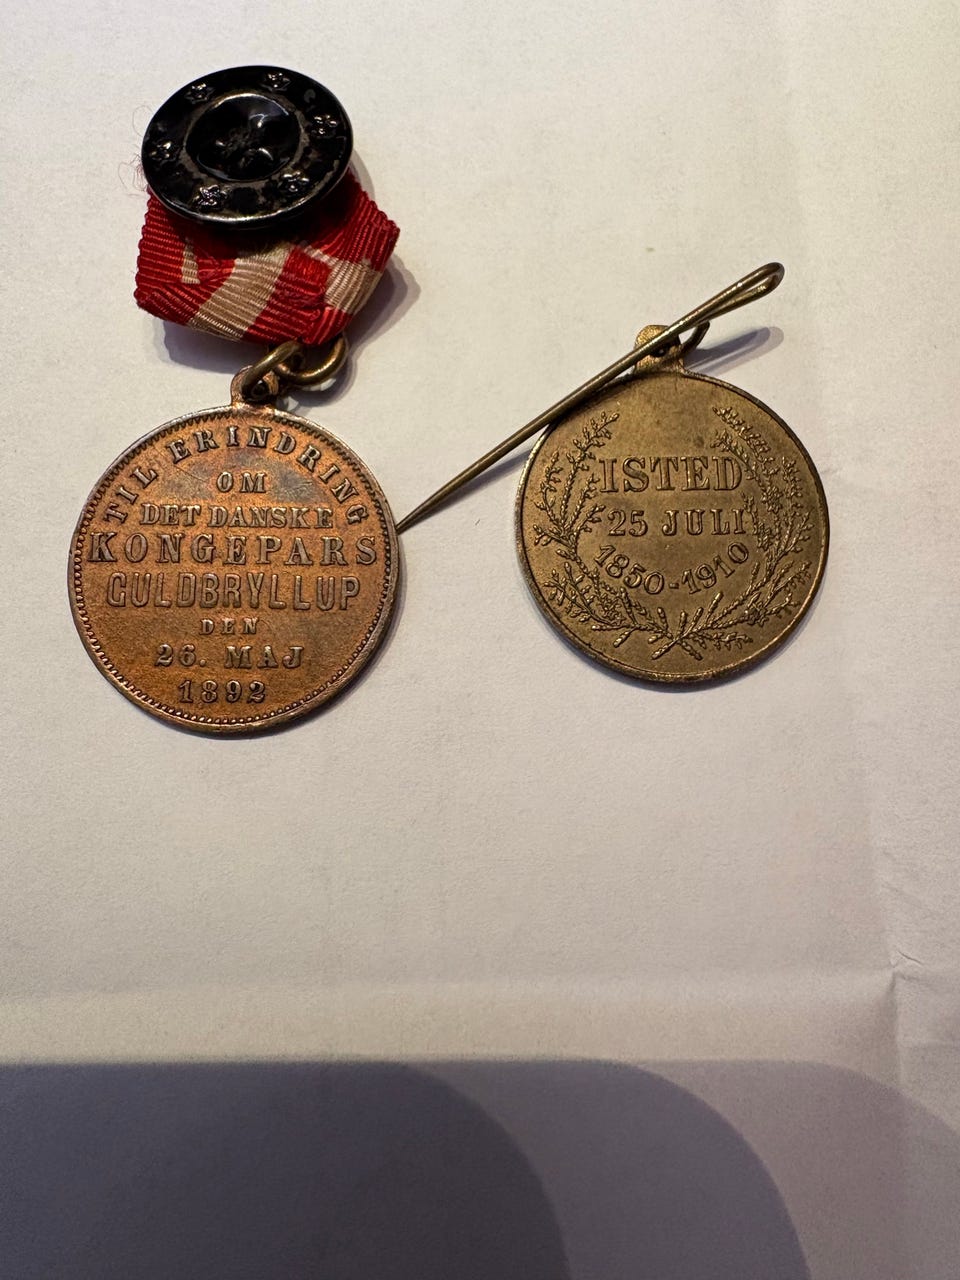 TIL ERINDRING
OM
DET DANSKE
KONGEPARS
GULDBRYLLUP
DEN
26. MAJ
1892
ISTED
25 JULI
1850-1910